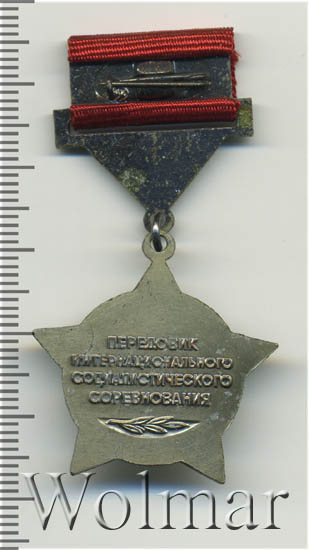 ПЕРЕДОВИК
ИНТЕРНАЦИОНАЛЬНОГО
СОЦИАЛИСТИЧЕСКОГО
СОРЕВНОВАНИЯ
Wolmar